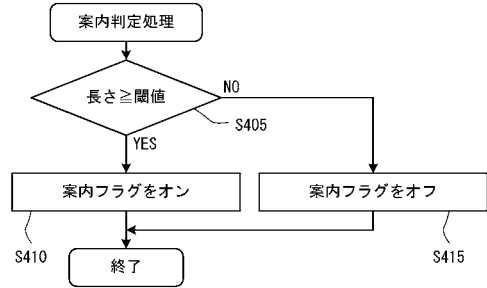 案内判定処理
長さ≧閾値
NO
S405
YES
案内フラグをオン
案内フラグをオフ
S410
S415
終了